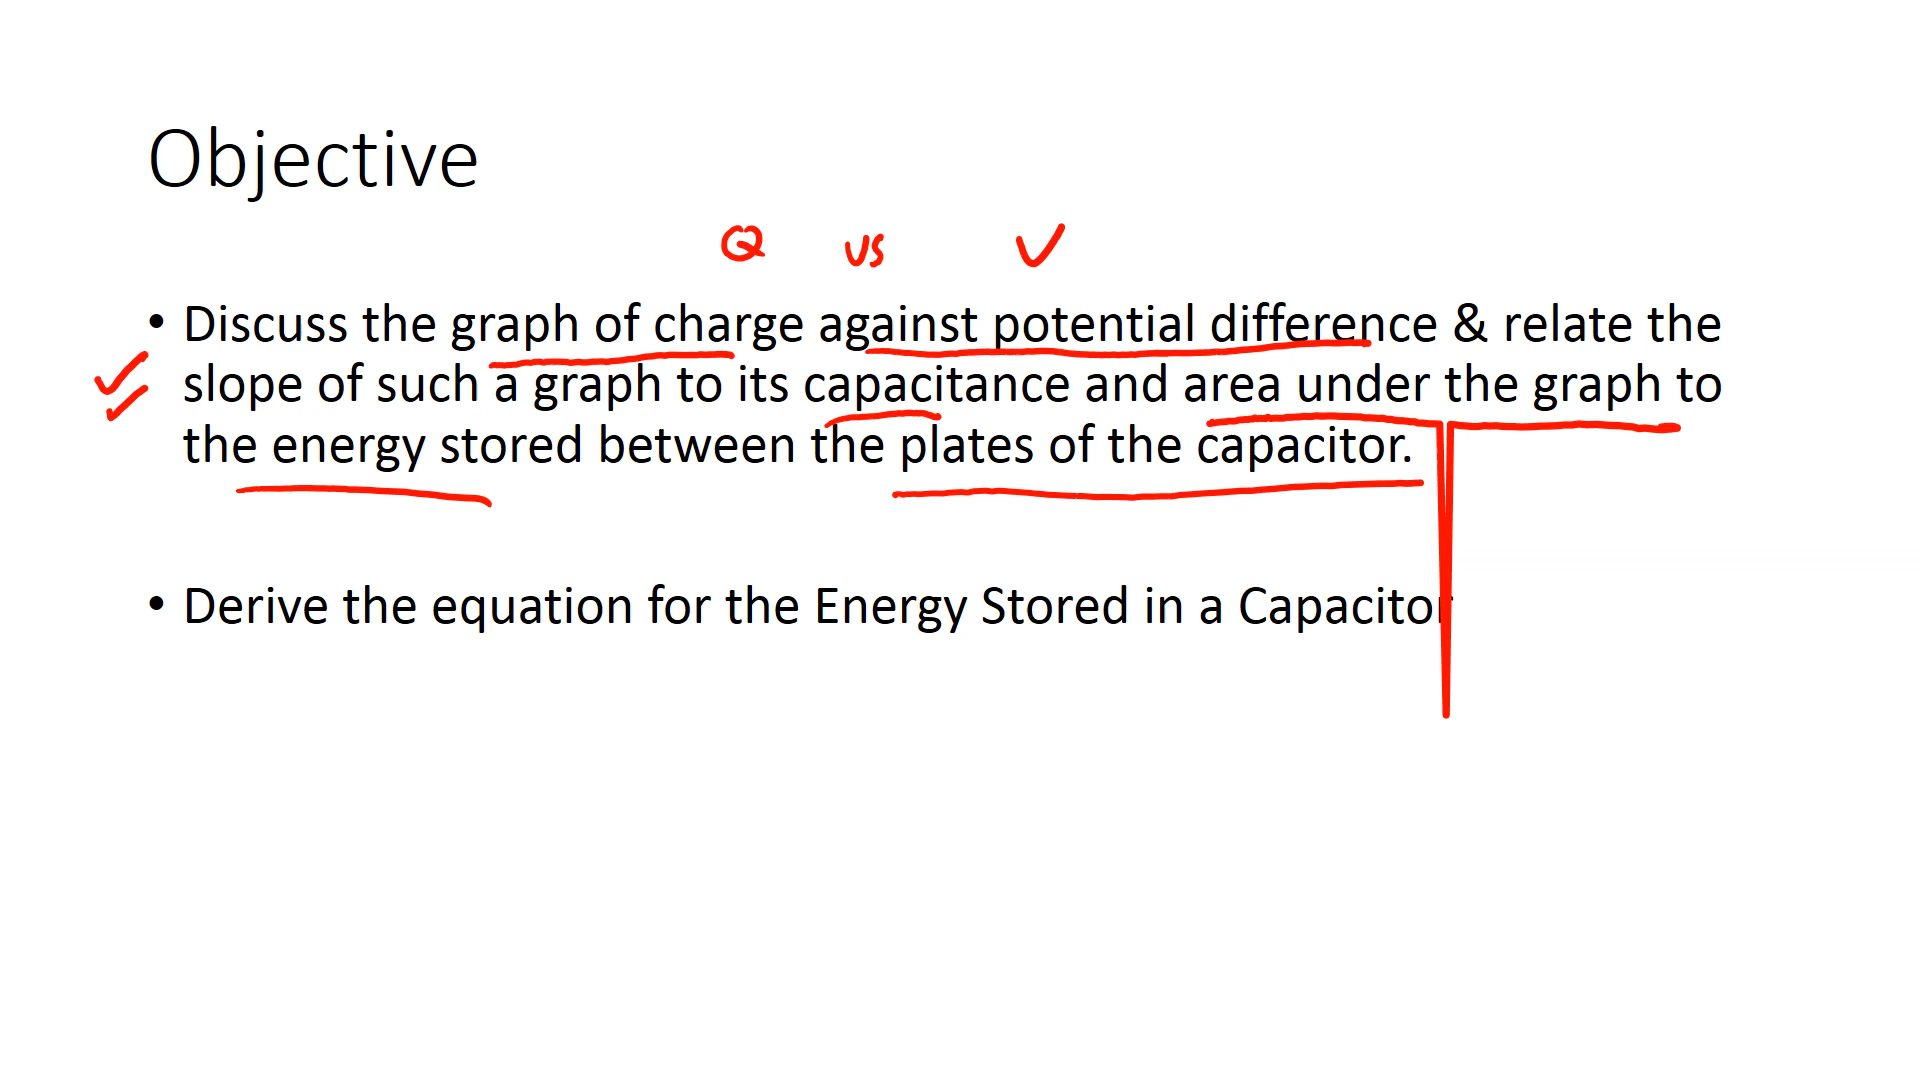 Objective
Q vs V
• Discuss the graph of charge against potential difference & relate the
slope of such a graph to its capacitance and area under the graph to
the energy stored between the plates of the capacitor.
• Derive the equation for the Energy Stored in a Capacitor